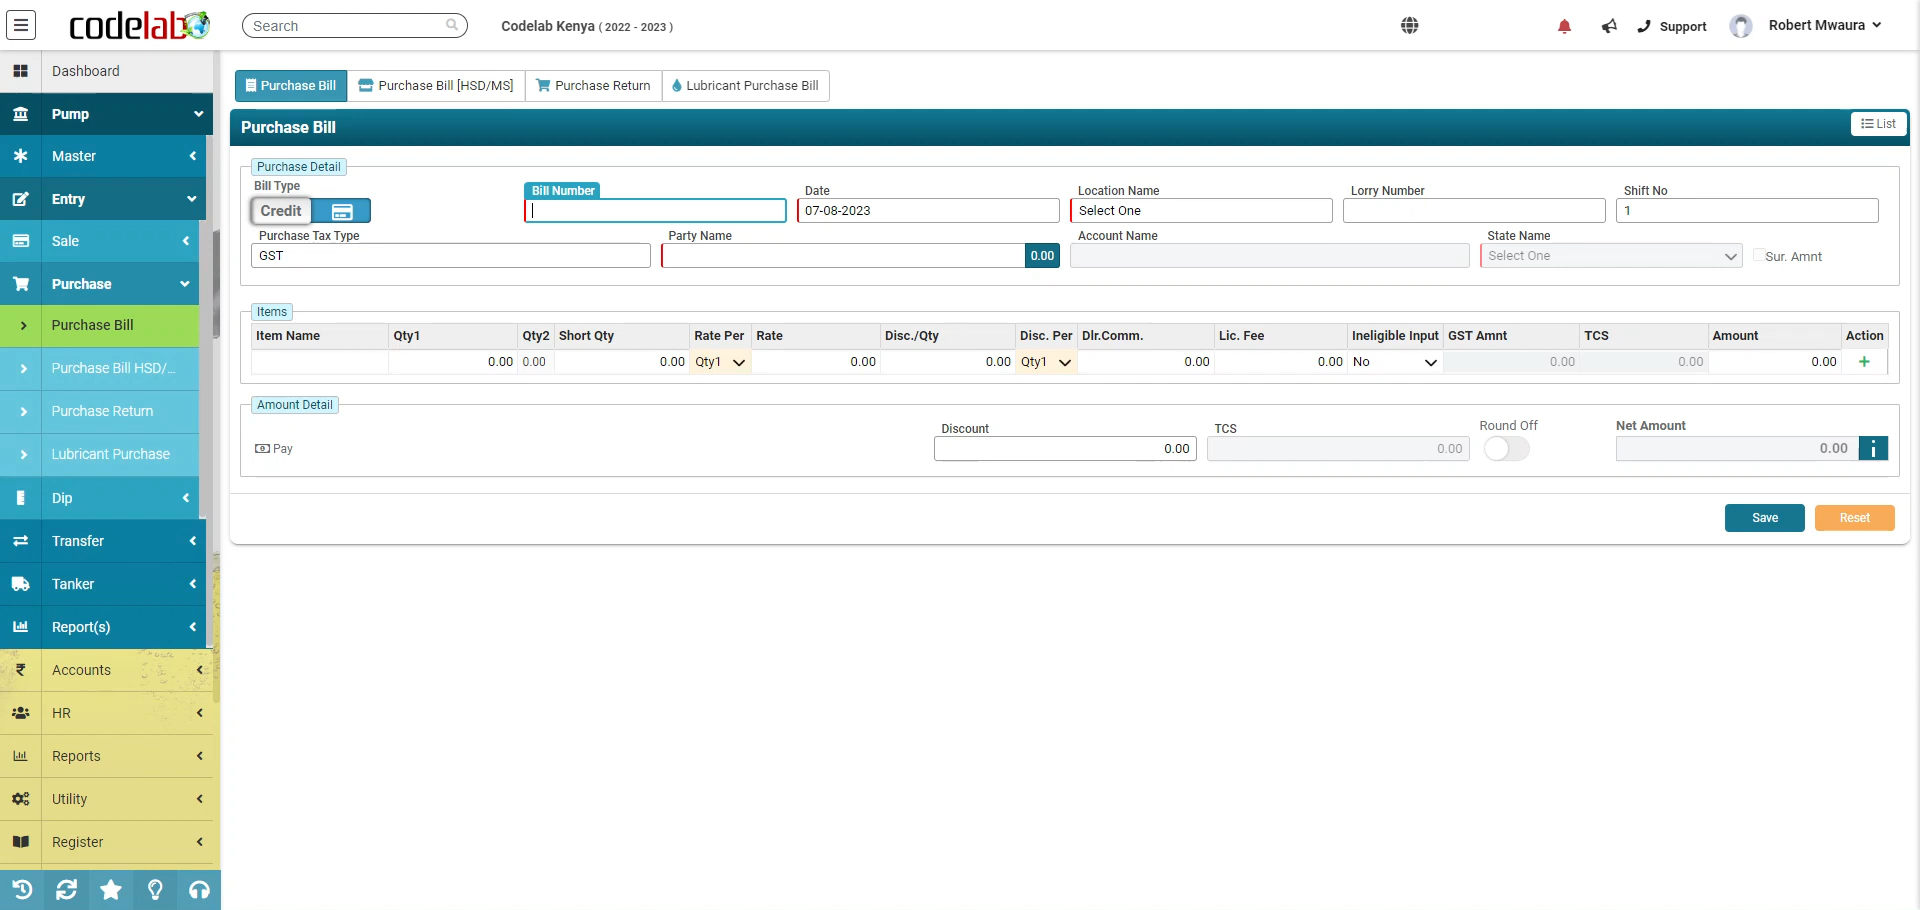 codelab
Search
Codelab Kenya ( 2022 - 2023 )
Support
Robert Mwaura
Dashboard
Pump
Master
Entry
Sale
Purchase
Purchase Bill
Purchase Bill HSD/...
Purchase Return
Lubricant Purchase
Dip
Transfer
Tanker
Report(s)
Accounts
HR
Reports
Utility
Register
Purchase Bill
Purchase Bill [HSD/MS]
Purchase Return
Lubricant Purchase Bill
Purchase Bill
List
Purchase Detail
Bill Type
Credit
Bill Number
Date
07-08-2023
Location Name
Select One
Lorry Number
Shift No
1
Purchase Tax Type
GST
Party Name
0.00
Account Name
State Name
Select One
Sur. Amnt
Items
Item Name Qty1 Qty2 Short Qty Rate Per Rate Disc./Qty Disc. Per Dlr.Comm. Lic. Fee Ineligible Input GST Amnt TCS Amount Action
0.00 0.00 0.00 Qty1 0.00 0.00 Qty1 0.00 0.00 No 0.00 0.00 0.00 +
Amount Detail
Pay
Discount
0.00
TCS
0.00
Round Off
Net Amount
0.00
i
Save
Reset